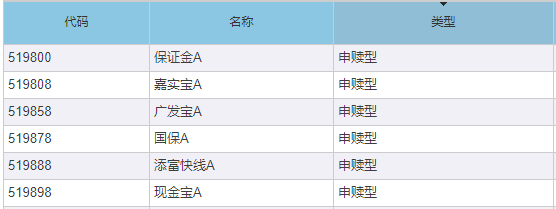 代码 名称 类型
519800 保证金A 申赎型
519808 嘉实宝A 申赎型
519858 广发宝A 申赎型
519878 国保A 申赎型
519888 添富快线A 申赎型
519898 现金宝A 申赎型